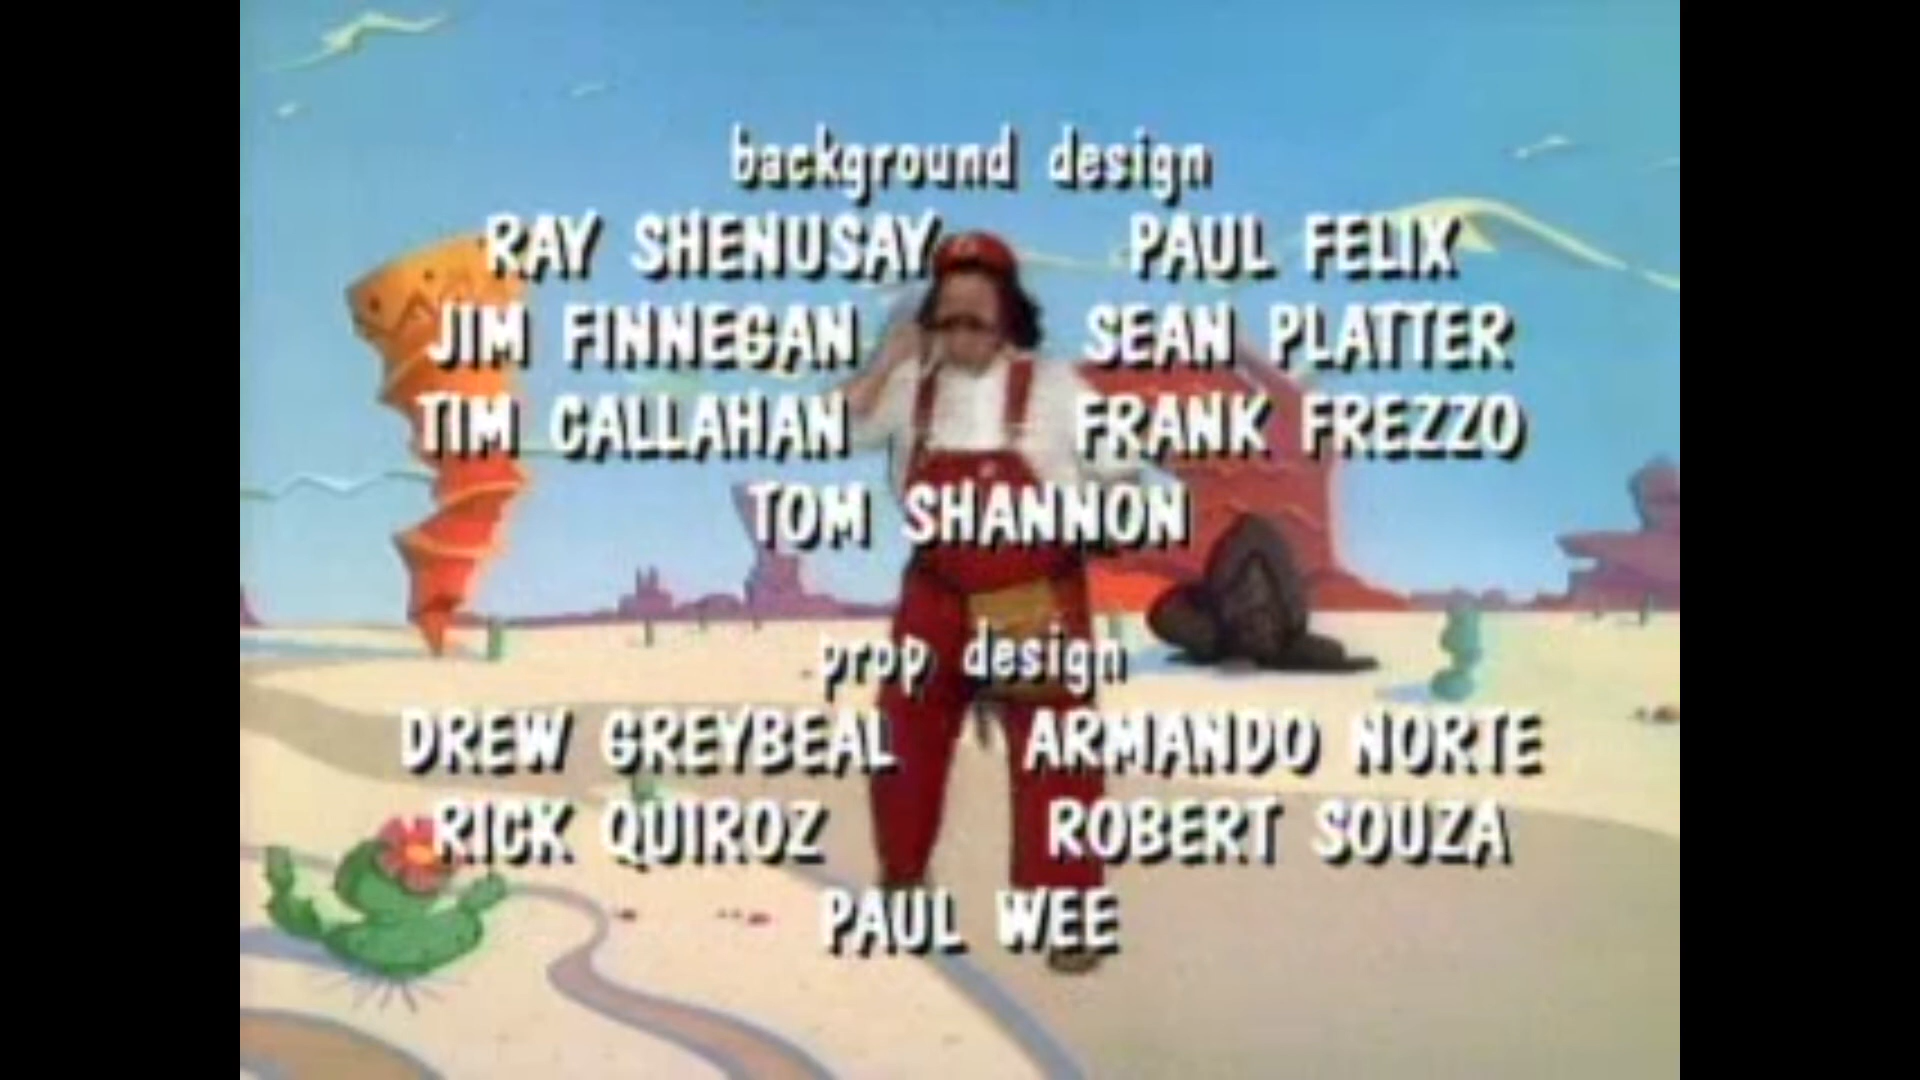 background design
RAY SHENUSAY PAUL FELIX
JIM FINNEGAN SEAN PLATTER
TIM CALLAHAN FRANK FREZZO
TOM SHANNON
prop design
DREW GREYBEAL ARMANDO NORTE
RICK QUIROZ ROBERT SOUZA
PAUL WEE